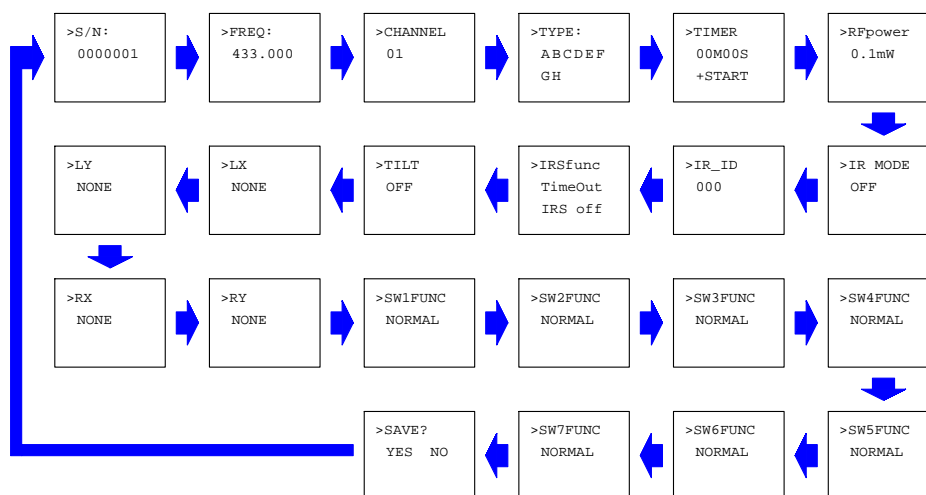 >S/N:
0000001
>FREQ:
433.000
>CHANNEL
01
>TYPE:
ABCDEF
GH
>TIMER
00M00S
+START
>RFpower
0.1mW
>IR MODE
OFF
>IR_ID
000
>IRSfunc
TimeOut
IRS off
>TILT
OFF
>LX
NONE
>LY
NONE
>RX
NONE
>RY
NONE
>SW1FUNC
NORMAL
>SW2FUNC
NORMAL
>SW3FUNC
NORMAL
>SW4FUNC
NORMAL
>SW5FUNC
NORMAL
>SW6FUNC
NORMAL
>SW7FUNC
NORMAL
>SAVE?
YES NO